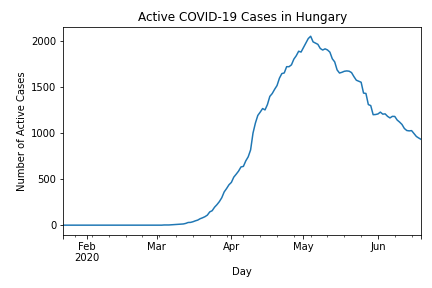 Active COVID-19 Cases in Hungary
Number of Active Cases
2000
1500
1000
500
0
Feb
2020
Mar
Apr
May
Jun
Day